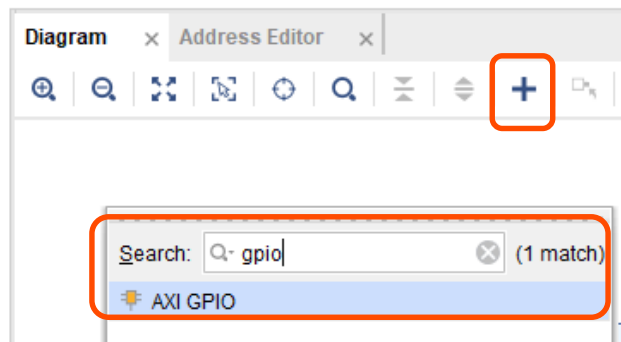 Diagram Address Editor
Search: gpio (1 match)
AXI GPIO